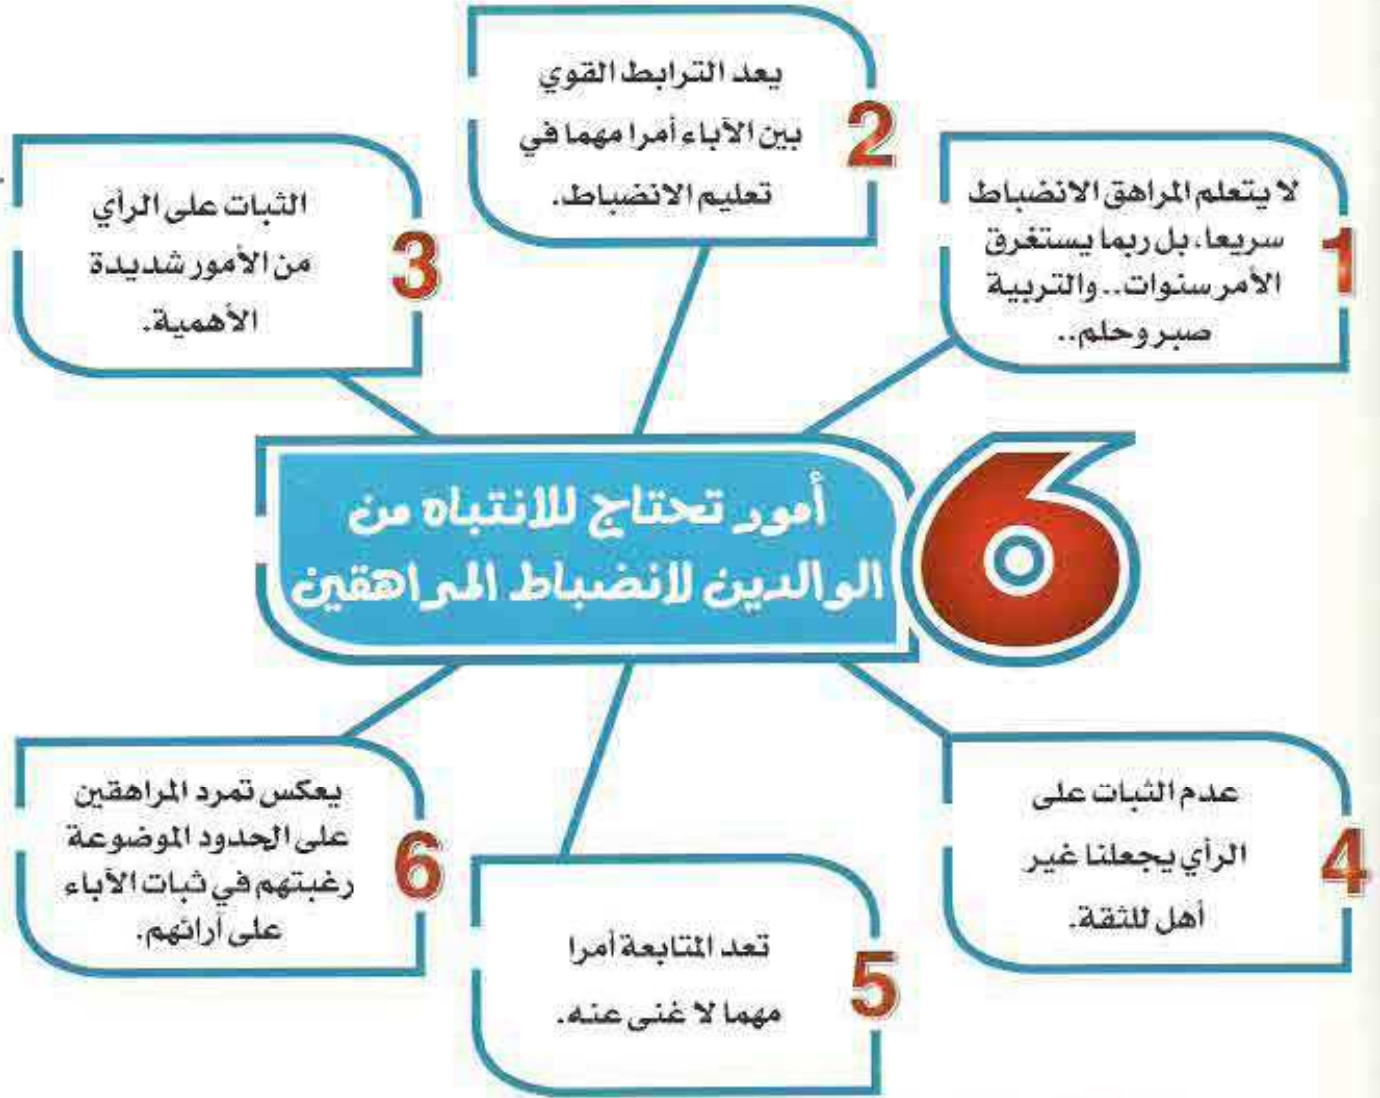 6
أمور تحتاج للانتباه من
الوالدين لانضباط المراهقين
1
لا يتعلم المراهق الانضباط
سريعا، بل ربما يستغرق
الأمر سنوات.. والتربية
صبر وحلم..
2
يعد الترابط القوي
بين الآباء أمرا مهما في
تعليم الانضباط.
3
الثبات على الرأي
من الأمور شديدة
الأهمية.
4
عدم الثبات على
الرأي يجعلنا غير
أهل للثقة.
5
تعد المتابعة أمرا
مهما لا غنى عنه.
6
يعكس تمرد المراهقين
على الحدود الموضوعة
رغبتهم في ثبات الآباء
على آرائهم.